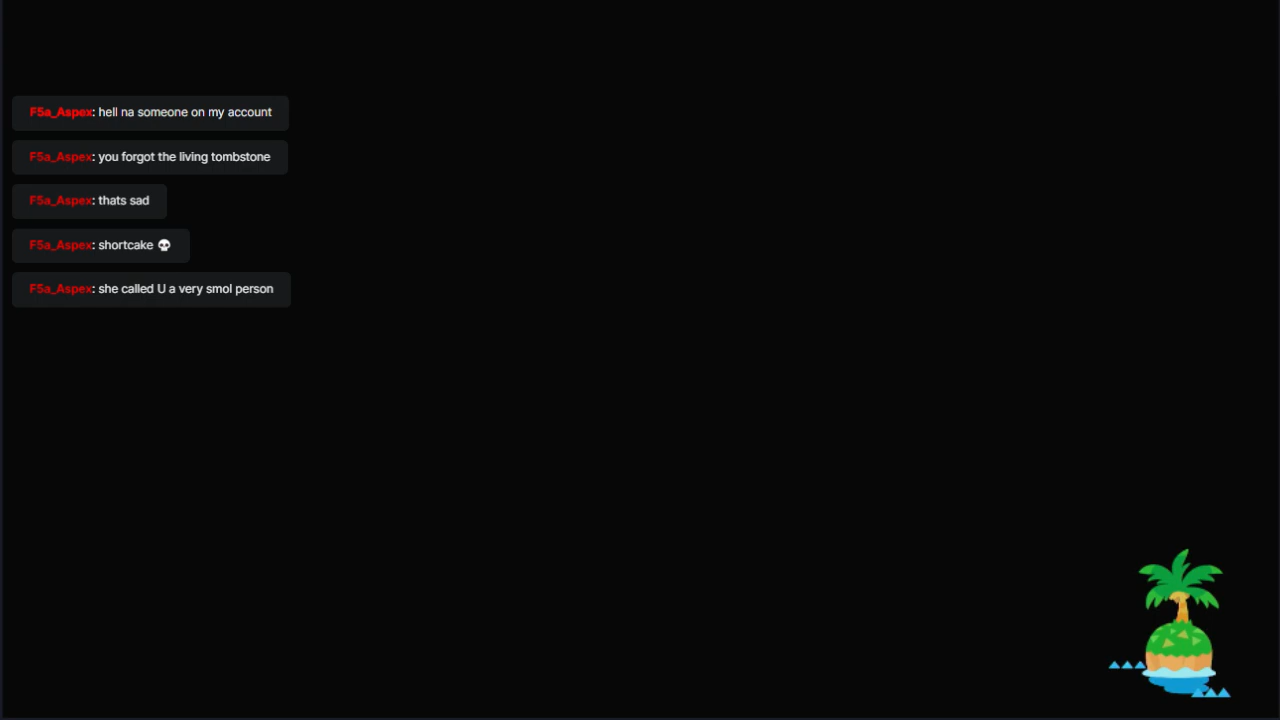 F5a_Aspex: hell na someone on my account
F5a_Aspex: you forgot the living tombstone
F5a_Aspex: thats sad
F5a_Aspex: shortcake 💀
F5a_Aspex: she called U a very smol person